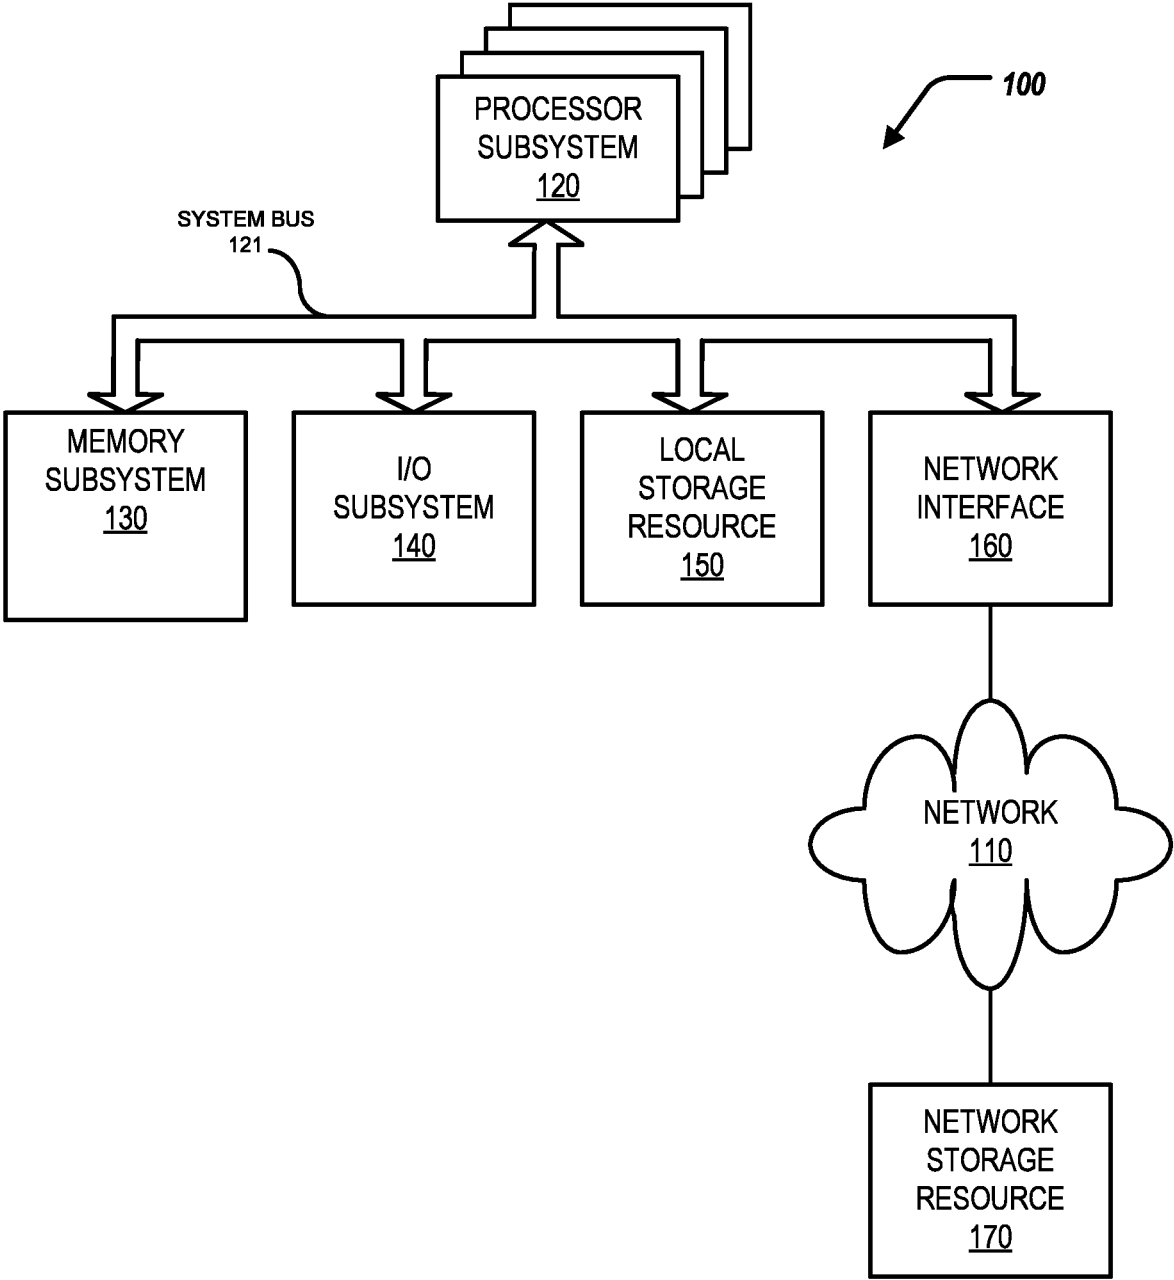 100
PROCESSOR
SUBSYSTEM
120
SYSTEM BUS
121
MEMORY
SUBSYSTEM
130
I/O
SUBSYSTEM
140
LOCAL
STORAGE
RESOURCE
150
NETWORK
INTERFACE
160
NETWORK
110
NETWORK
STORAGE
RESOURCE
170